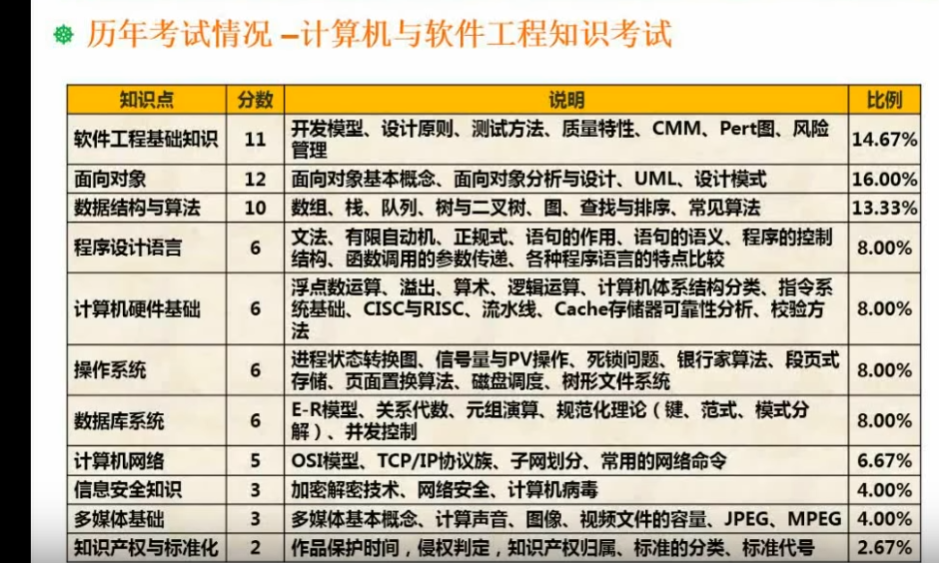 历年考试情况 –计算机与软件工程知识考试
知识点 分数 说明 比例
软件工程基础知识 11 开发模型、设计原则、测试方法、质量特性、CMM、Pert图、风险
管理 14.67%
面向对象 12 面向对象基本概念、面向对象分析与设计、UML、设计模式 16.00%
数据结构与算法 10 数组、栈、队列、树与二叉树、图、查找与排序、常见算法 13.33%
程序设计语言 6 文法、有限自动机、正规式、语句的作用、语句的语义、程序的控制
结构、函数调用的参数传递、各种程序语言的特点比较 8.00%
计算机硬件基础 6 浮点数运算、溢出、算术、逻辑运算、计算机体系结构分类、指令系
统基础、CISC与RISC、流水线、Cache存储器可靠性分析、校验方
法 8.00%
操作系统 6 进程状态转换图、信号量与PV操作、死锁问题、银行家算法、段页式
存储、页面置换算法、磁盘调度、树形文件系统 8.00%
数据库系统 6 E-R模型、关系代数、元组演算、规范化理论（键、范式、模式分
解）、并发控制 8.00%
计算机网络 5 OSI模型、TCP/IP协议族、子网划分、常用的网络命令 6.67%
信息安全知识 3 加密解密技术、网络安全、计算机病毒 4.00%
多媒体基础 3 多媒体基本概念、计算声音、图像、视频文件的容量、JPEG、MPEG 4.00%
知识产权与标准化 2 作品保护时间，侵权判定，知识产权归属、标准的分类、标准代号 2.67%